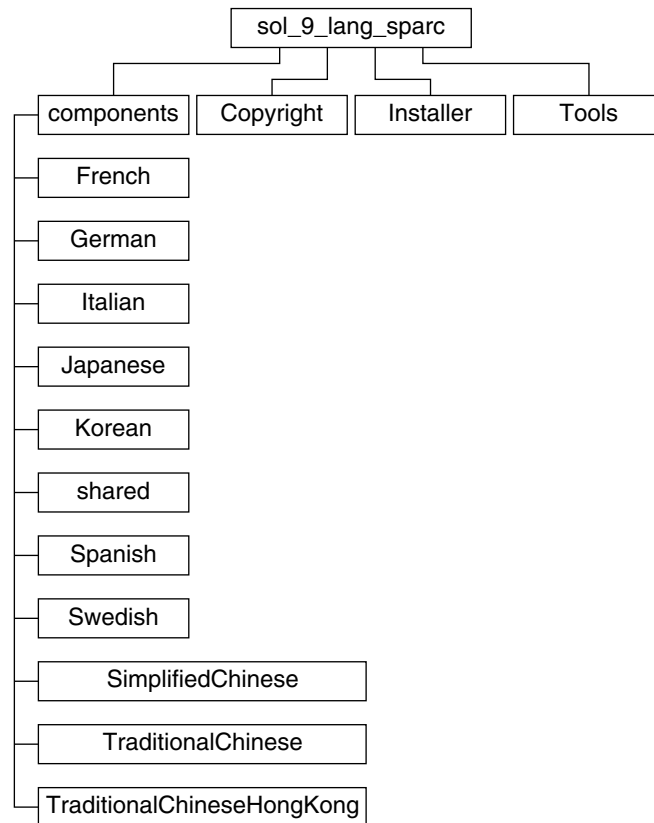 sol_9_lang_sparc
components
Copyright
Installer
Tools
French
German
Italian
Japanese
Korean
shared
Spanish
Swedish
SimplifiedChinese
TraditionalChinese
TraditionalChineseHongKong